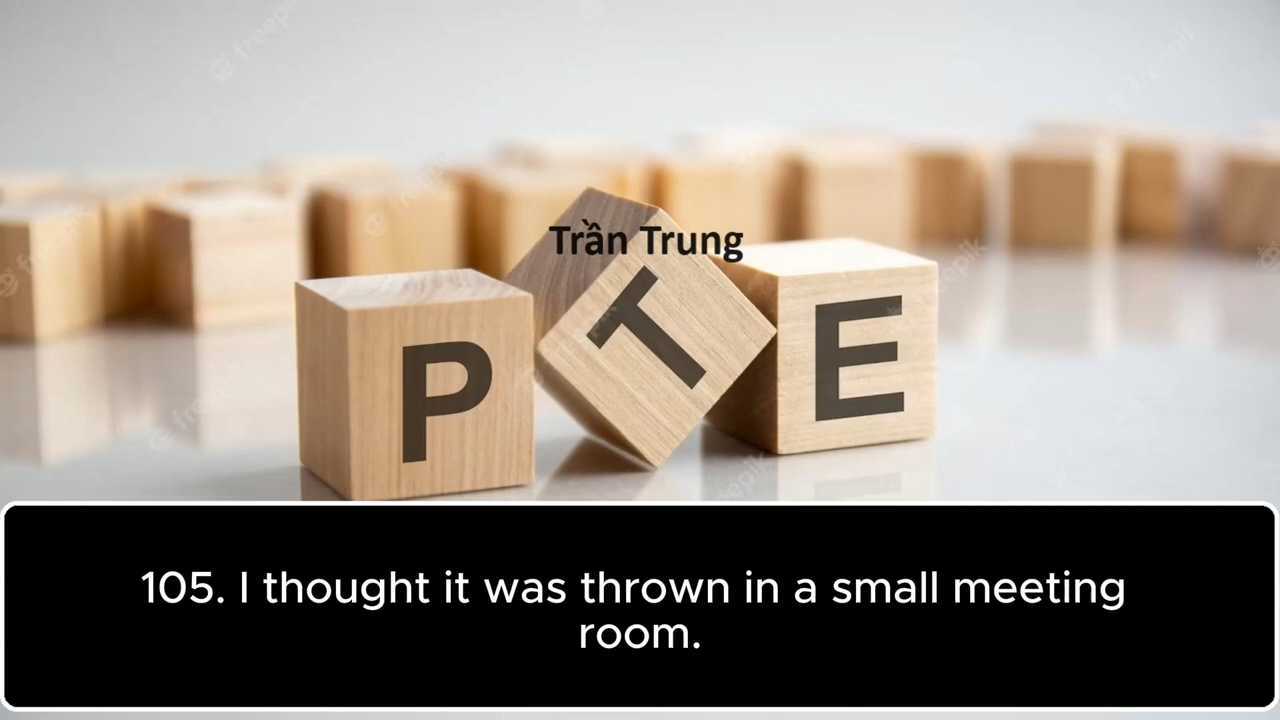 Trần Trung
P T E
105. I thought it was thrown in a small meeting
room.